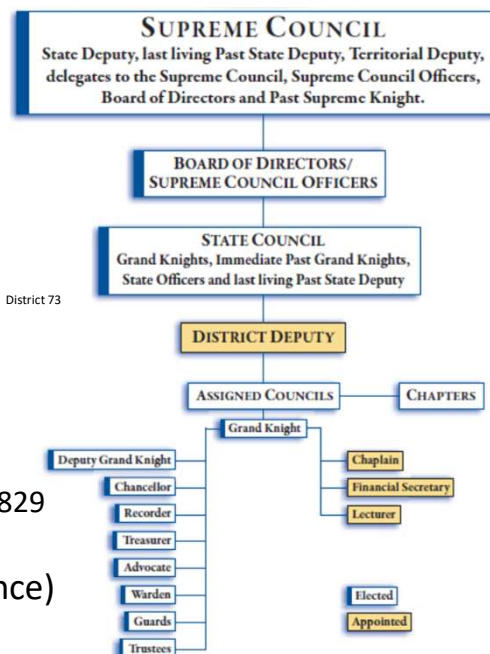 SUPREME COUNCIL
State Deputy, last living Past State Deputy, Territorial Deputy,
delegates to the Supreme Council, Supreme Council Officers,
Board of Directors and Past Supreme Knight.
BOARD OF DIRECTORS/
SUPREME COUNCIL OFFICERS
STATE COUNCIL
Grand Knights, Immediate Past Grand Knights,
State Officers and last living Past State Deputy
District 73
DISTRICT DEPUTY
ASSIGNED COUNCILS
CHAPTERS
Grand Knight
Deputy Grand Knight
Chancellor
Recorder
Treasurer
Advocate
Warden
Guards
Trustees
Chaplain
Financial Secretary
Lecturer
829
nce)
Elected
Appointed